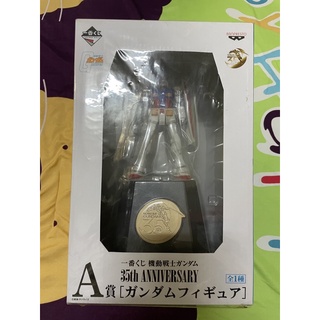 一番くじ
BANPRESTO
一番くじ 機動戦士ガンダム
35th ANNIVERSARY
全1種
A賞［ガンダムフィギュア］